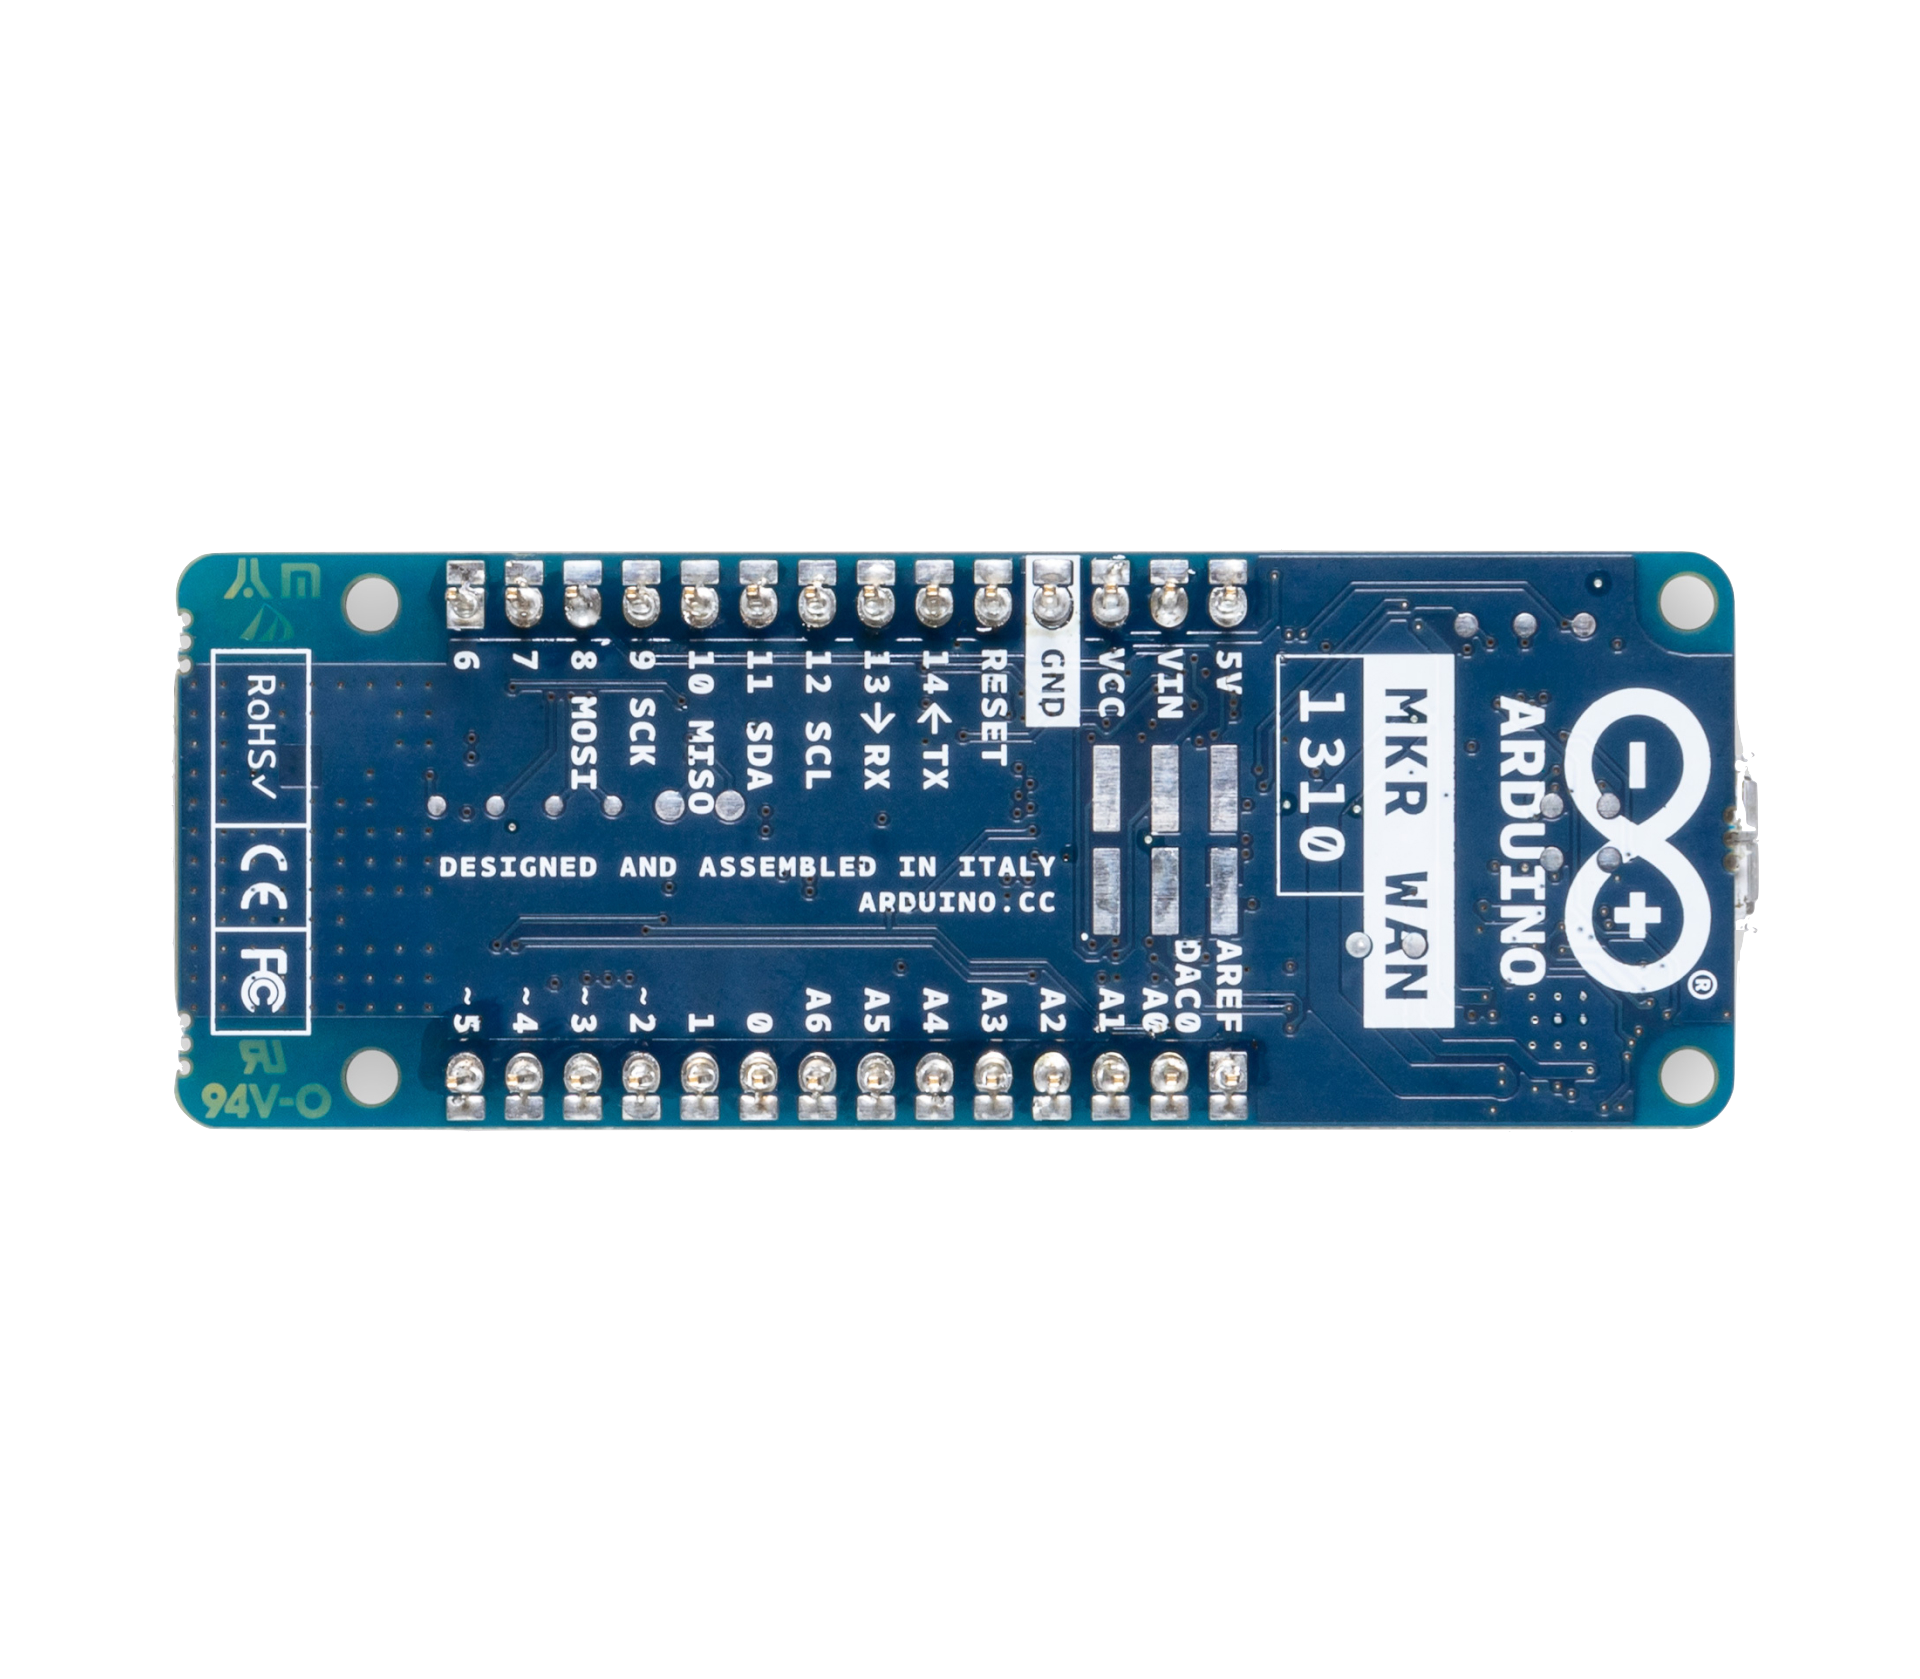 6
7
8 MOSI
9 SCK
10 MISO
11 SDA
12 SCL
13→RX
14←TX
RESET
GND
VCC
VIN
5V
RoHS✓
CE
FC
DESIGNED AND ASSEMBLED IN ITALY
ARDUINO.CC
MKR WAN
1310
ARDUINO
®
~5
~4
~3
~2
1
0
A6
A5
A4
A3
A2
A1
A0
DAC0
AREF
94V-0